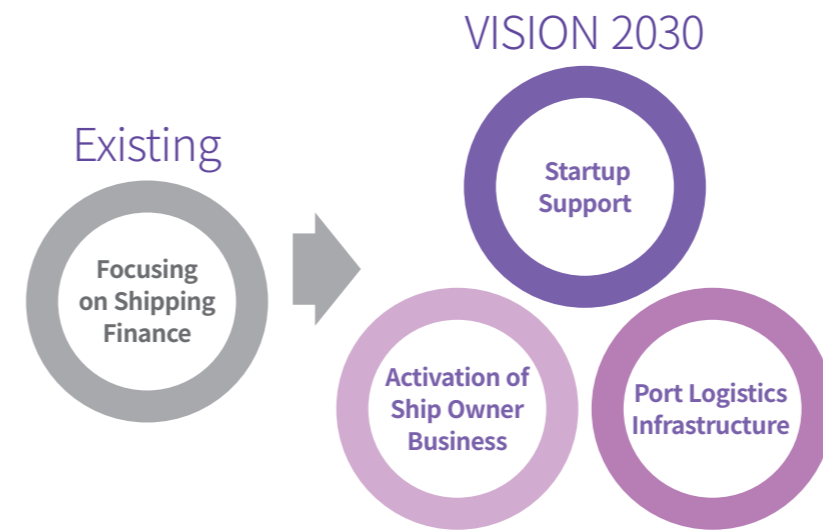 VISION 2030
Existing
Focusing
on Shipping
Finance
Startup
Support
Activation of
Ship Owner
Business
Port Logistics
Infrastructure